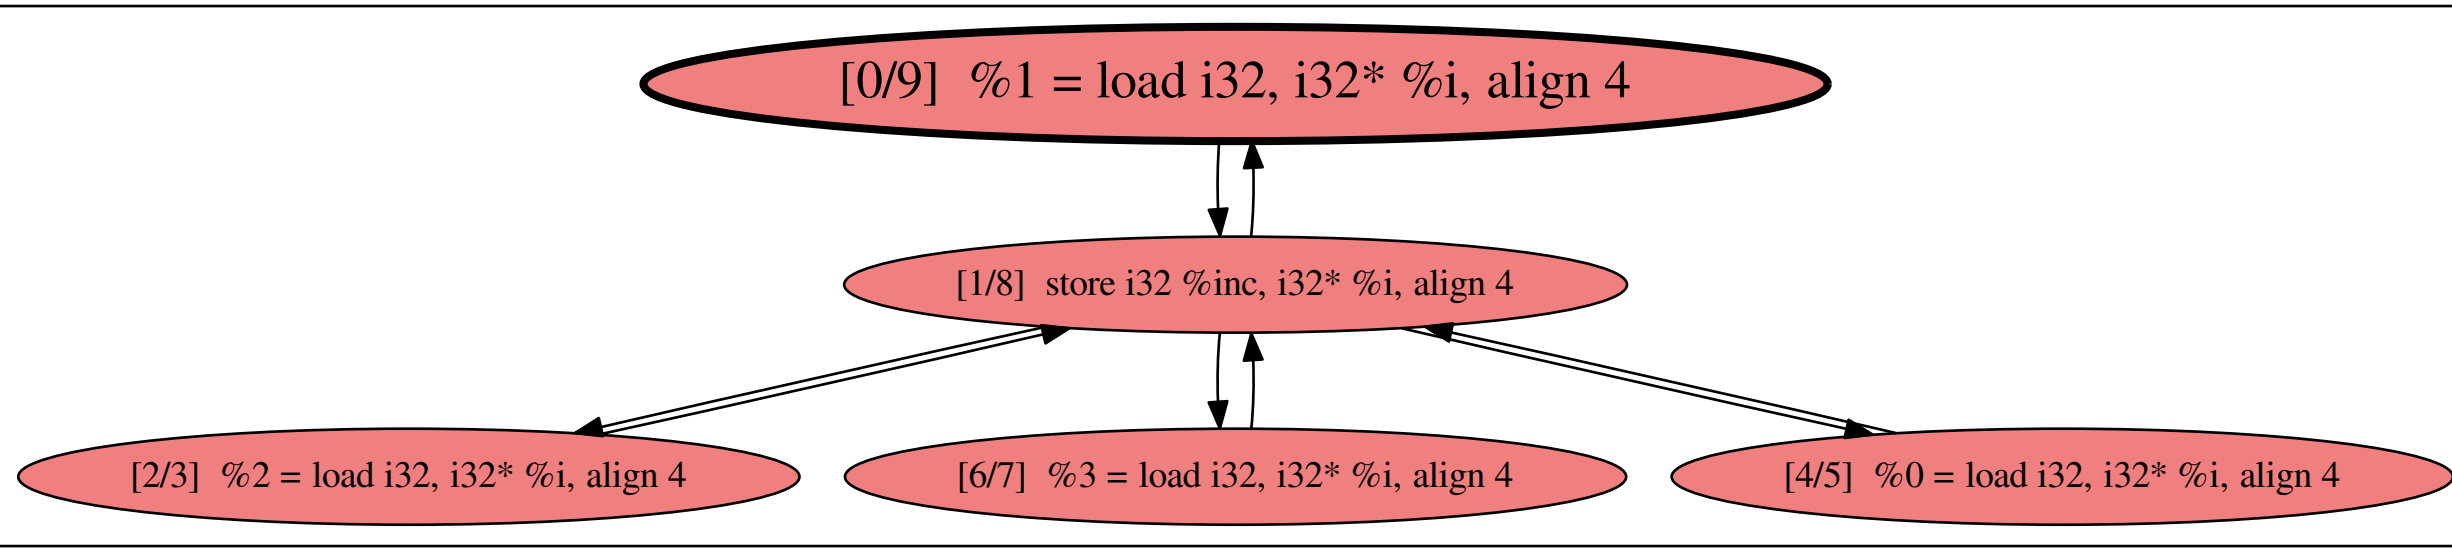 [0/9]  %1 = load i32, i32* %i, align 4
[1/8]  store i32 %inc, i32* %i, align 4
[2/3]  %2 = load i32, i32* %i, align 4
[6/7]  %3 = load i32, i32* %i, align 4
[4/5]  %0 = load i32, i32* %i, align 4